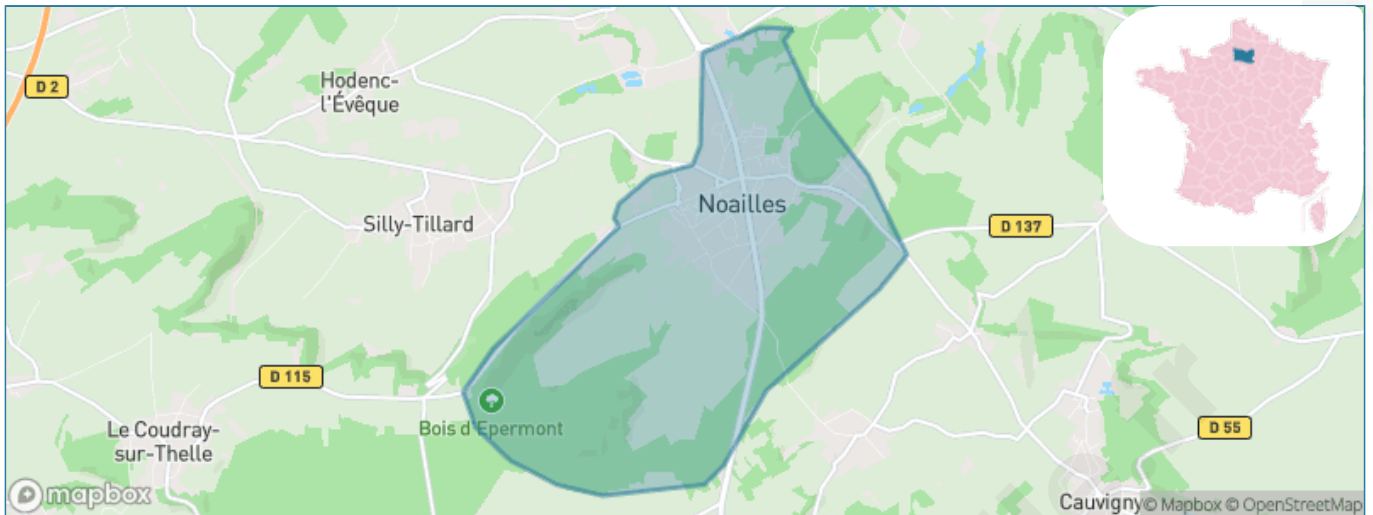 D 2
Hodenc-
l'Évêque
Noailles
Silly-Tillard
D 137
D 115
Bois d'Epermont
Le Coudray-
sur-Thelle
D 55
mapbox
Cauvigny
© Mapbox © OpenStreetMap